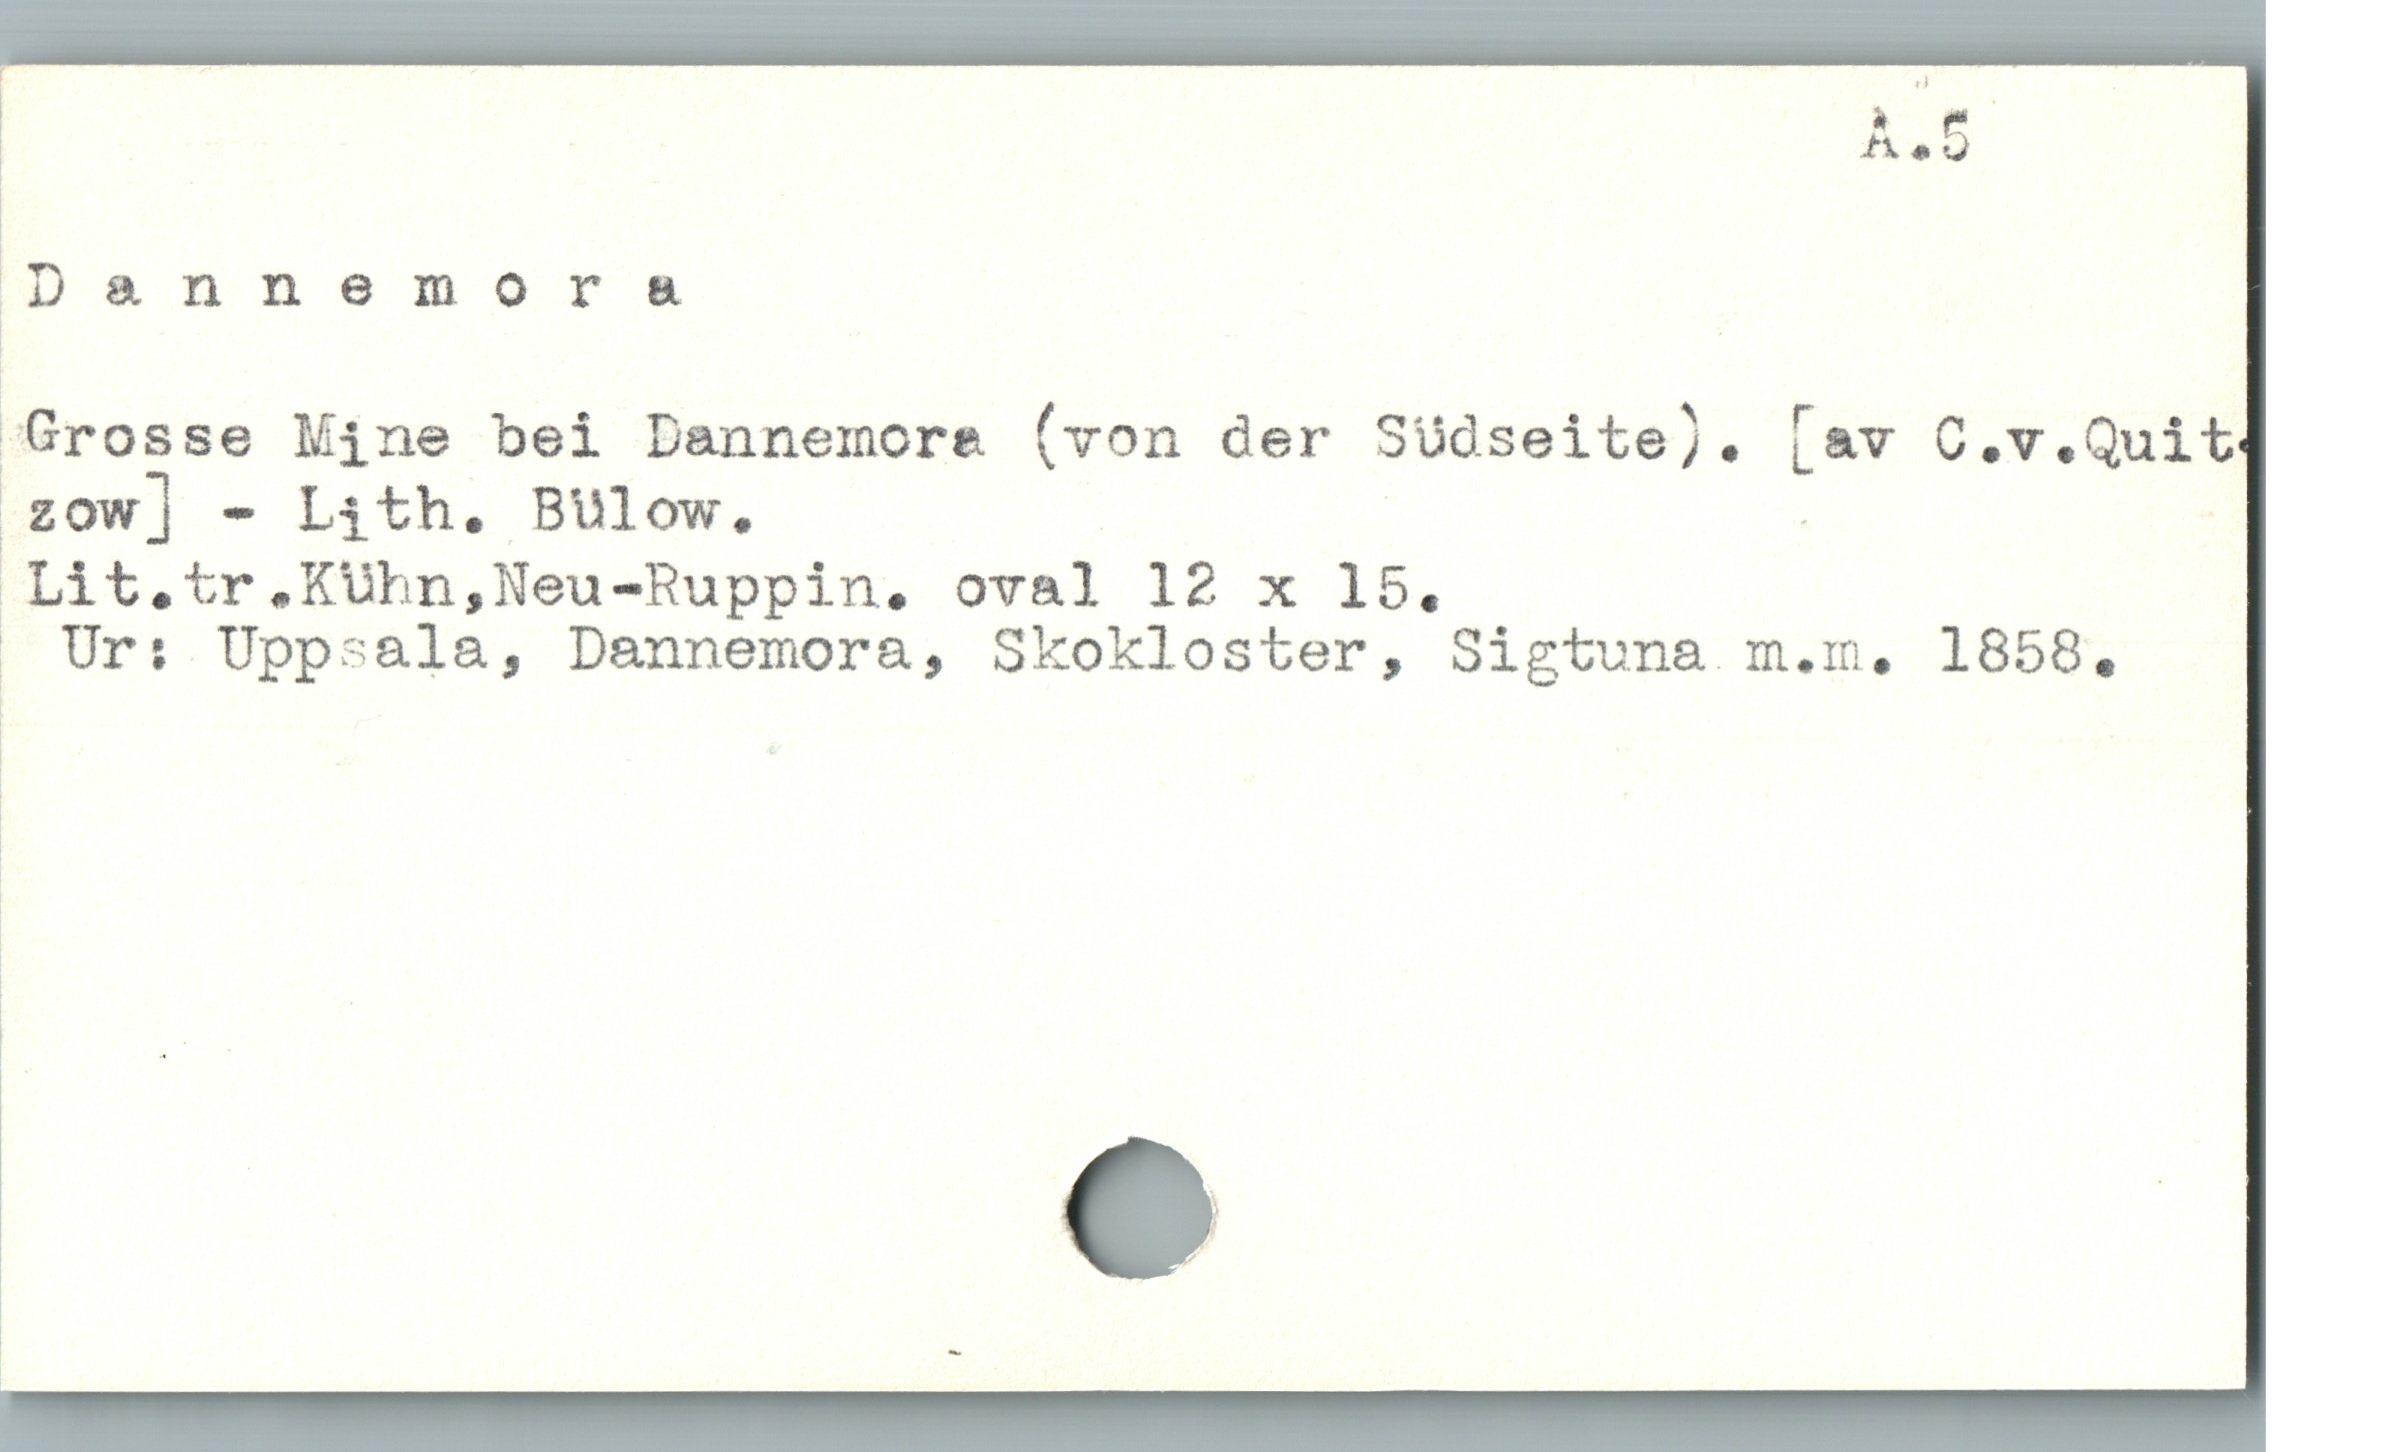 A.5
D a n n e m o r a
Grosse Mine bei Dannemora (von der Südseite). [av C.v.Quit-
zow] - Lith. Bülow.
Lit.tr.Kühn,Neu-Ruppin. oval 12 x 15.
Ur: Uppsala, Dannemora, Skokloster, Sigtuna m.m. 1858.